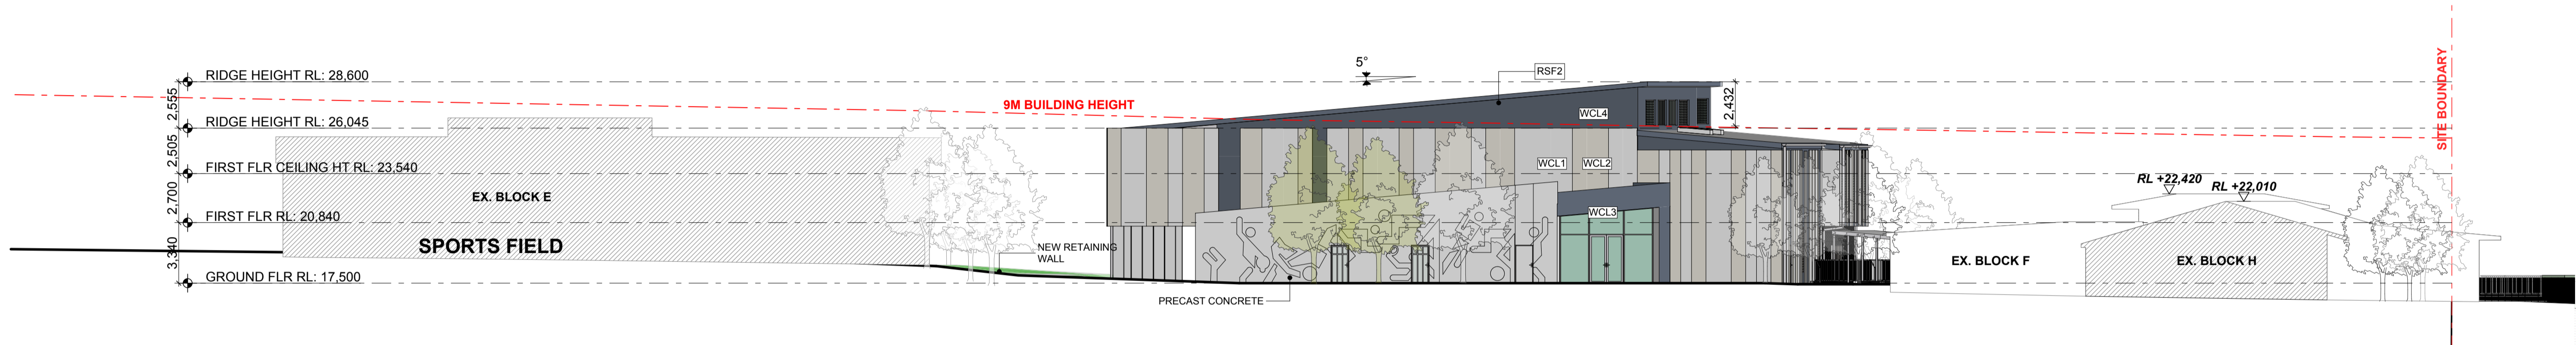 5°
RSF2
RIDGE HEIGHT RL: 28,600
2,555
9M BUILDING HEIGHT
2,432
WCL4
RIDGE HEIGHT RL: 26,045
SITE BOUNDARY
2,505
FIRST FLR CEILING HT RL: 23,540
WCL1
WCL2
RL +22,420
RL +22,010
2,700
EX. BLOCK E
FIRST FLR RL: 20,840
WCL3
3,340
SPORTS FIELD
NEW RETAINING
WALL
EX. BLOCK F
EX. BLOCK H
GROUND FLR RL: 17,500
PRECAST CONCRETE